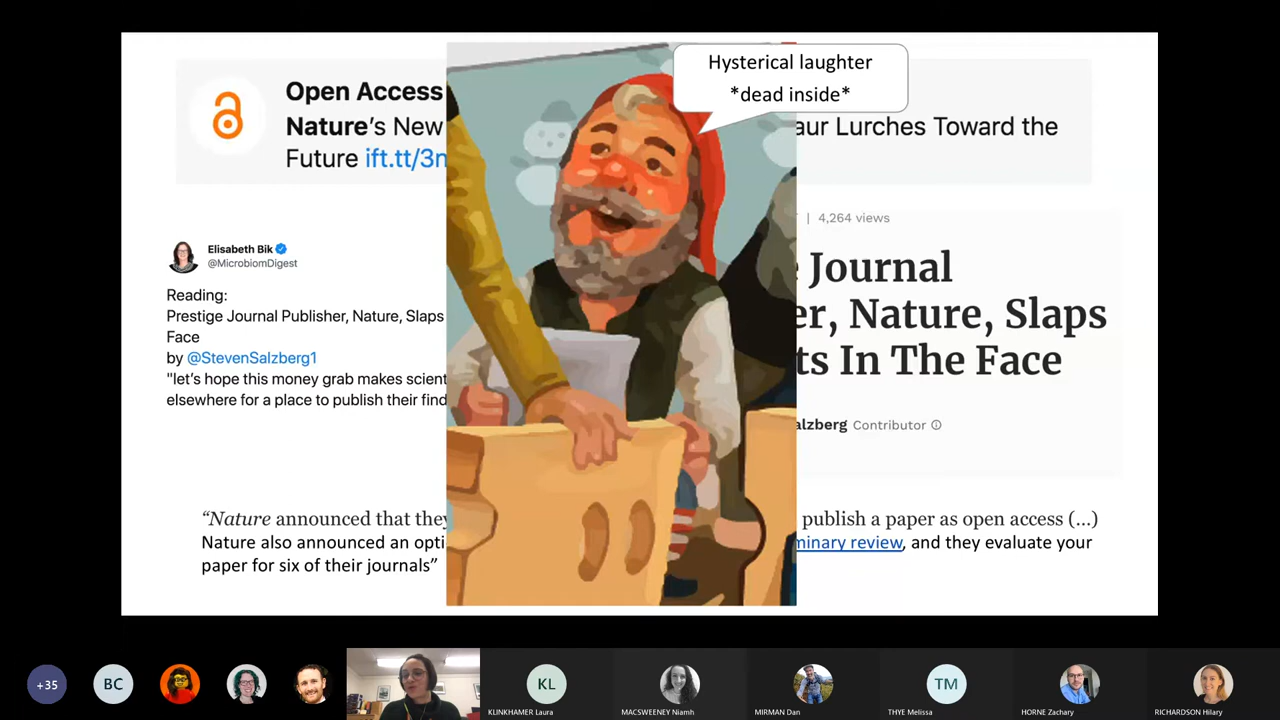 Hysterical laughter
*dead inside*
Open Access
Nature's New
aur Lurches Toward the
Future ift.tt/3n
| 4,264 views
Elisabeth Bik
@MicrobiomDigest
Reading:
Prestige Journal Publisher, Nature, Slaps
Face
by @StevenSalzberg1
"let's hope this money grab makes scient
elsewhere for a place to publish their find
Journal
er, Nature, Slaps
ts In The Face
alzberg Contributor
“Nature announced that they
publish a paper as open access (...)
Nature also announced an opti
minary review, and they evaluate your
paper for six of their journals”
+35
BC
KL
KLINKHAMER Laura
MACSWEENEY Niamh
MIRMAN Dan
TM
THYE Melissa
HORNE Zachary
RICHARDSON Hilary